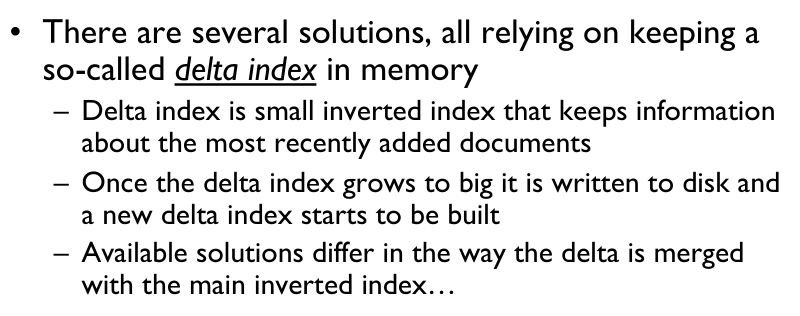 • There are several solutions, all relying on keeping a
so-called delta index in memory
– Delta index is small inverted index that keeps information
about the most recently added documents
– Once the delta index grows to big it is written to disk and
a new delta index starts to be built
– Available solutions differ in the way the delta is merged
with the main inverted index…